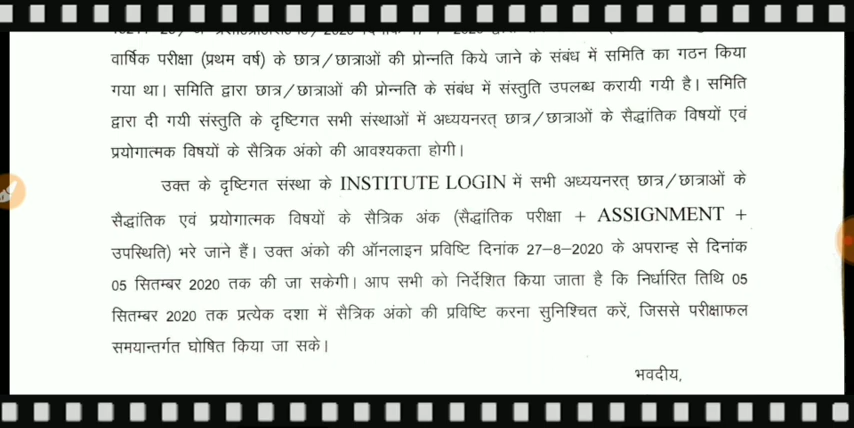 वार्षिक परीक्षा (प्रथम वर्ष) के छात्र/छात्राओं की प्रोन्नति किये जाने के संबंध में समिति का गठन किया
गया था। समिति द्वारा छात्र/छात्राओं की प्रोन्नति के संबंध में संस्तुति उपलब्ध करायी गयी है। समिति
द्वारा दी गयी संस्तुति के दृष्टिगत सभी संस्थाओं में अध्ययनरत् छात्र/छात्राओं के सैद्धांतिक विषयों एवं
प्रयोगात्मक विषयों के सैत्रिक अंको की आवश्यकता होगी।
उक्त के दृष्टिगत संस्था के INSTITUTE LOGIN में सभी अध्ययनरत् छात्र/छात्राओं के
सैद्धांतिक एवं प्रयोगात्मक विषयों के सैत्रिक अंक (सैद्धांतिक परीक्षा + ASSIGNMENT +
उपस्थिति) भरे जाने हैं। उक्त अंको की ऑनलाइन प्रविष्टि दिनांक 27–8–2020 के अपरान्ह से दिनांक
05 सितम्बर 2020 तक की जा सकेगी। आप सभी को निर्देशित किया जाता है कि निर्धारित तिथि 05
सितम्बर 2020 तक प्रत्येक दशा में सैत्रिक अंको की प्रविष्टि करना सुनिश्चित करें, जिससे परीक्षाफल
समयान्तर्गत घोषित किया जा सके।
भवदीय,